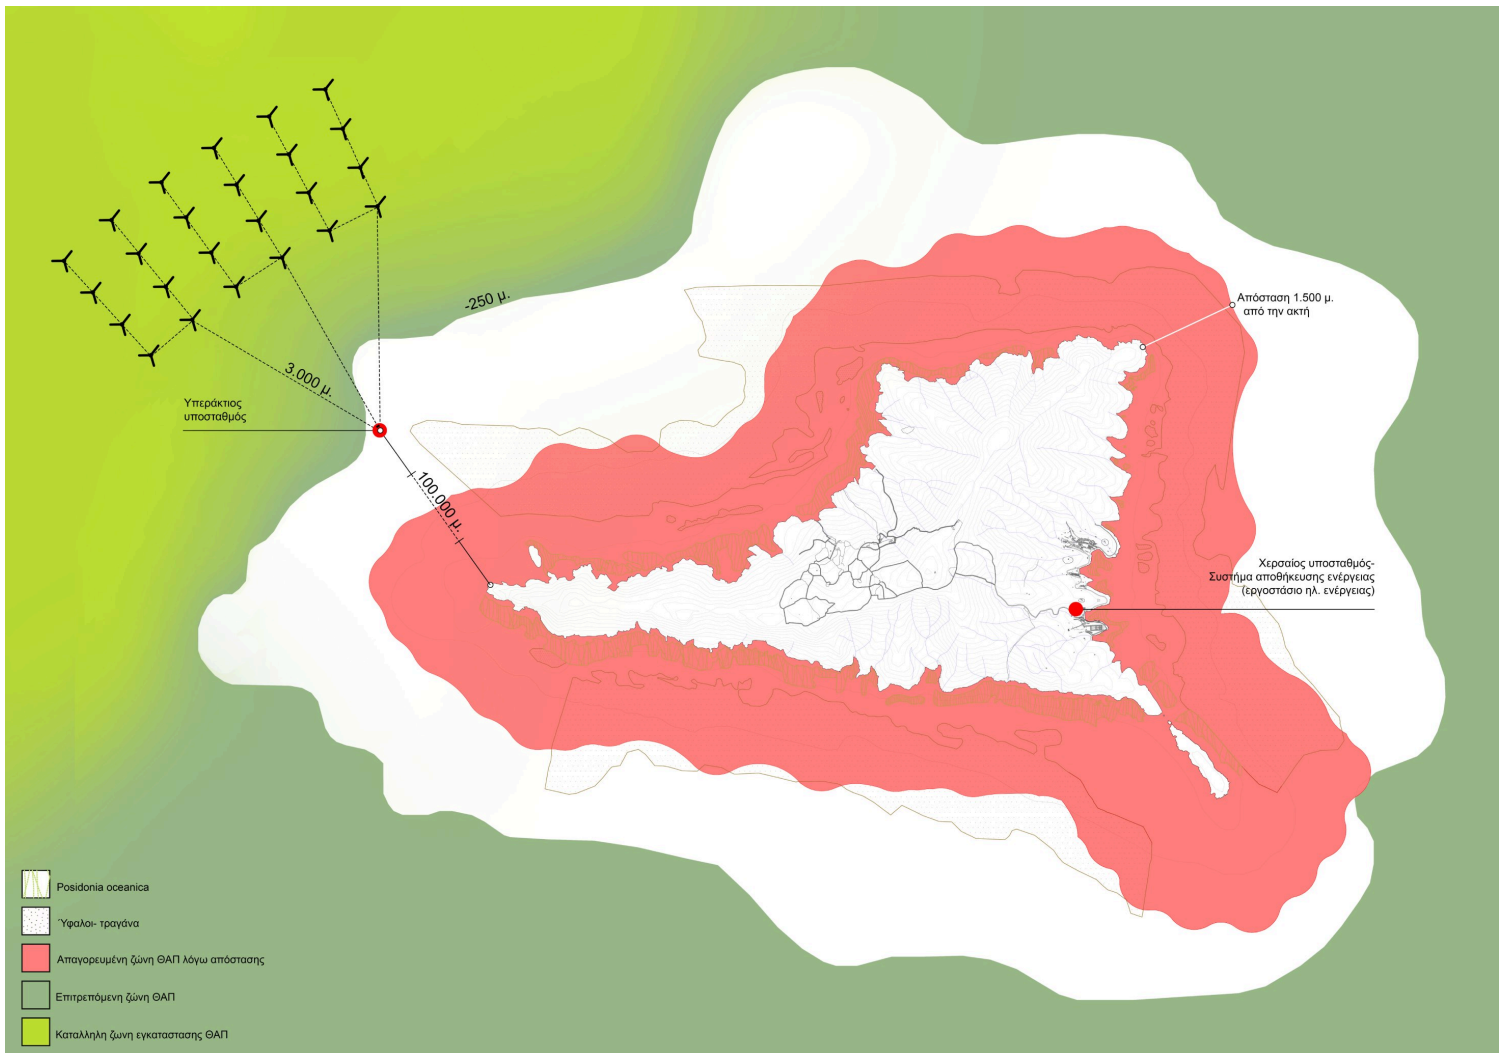 -250 μ.
Απόσταση 1.500 μ.
από την ακτή
3.000 μ.
Υπεράκτιος
υποσταθμός
100.000 μ.
Χερσαίος υποσταθμός-
Συστήμα αποθήκευσης ενέργειας
(εργοστάσιο ηλ. ενέργειας)
Posidonia oceanica
Ύφαλοι- τραγάνα
Απαγορευμένη ζώνη ΘΑΠ λόγω απόστασης
Επιτρεπόμενη ζώνη ΘΑΠ
Καταλληλη ζωνη εγκαταστασης ΘΑΠ